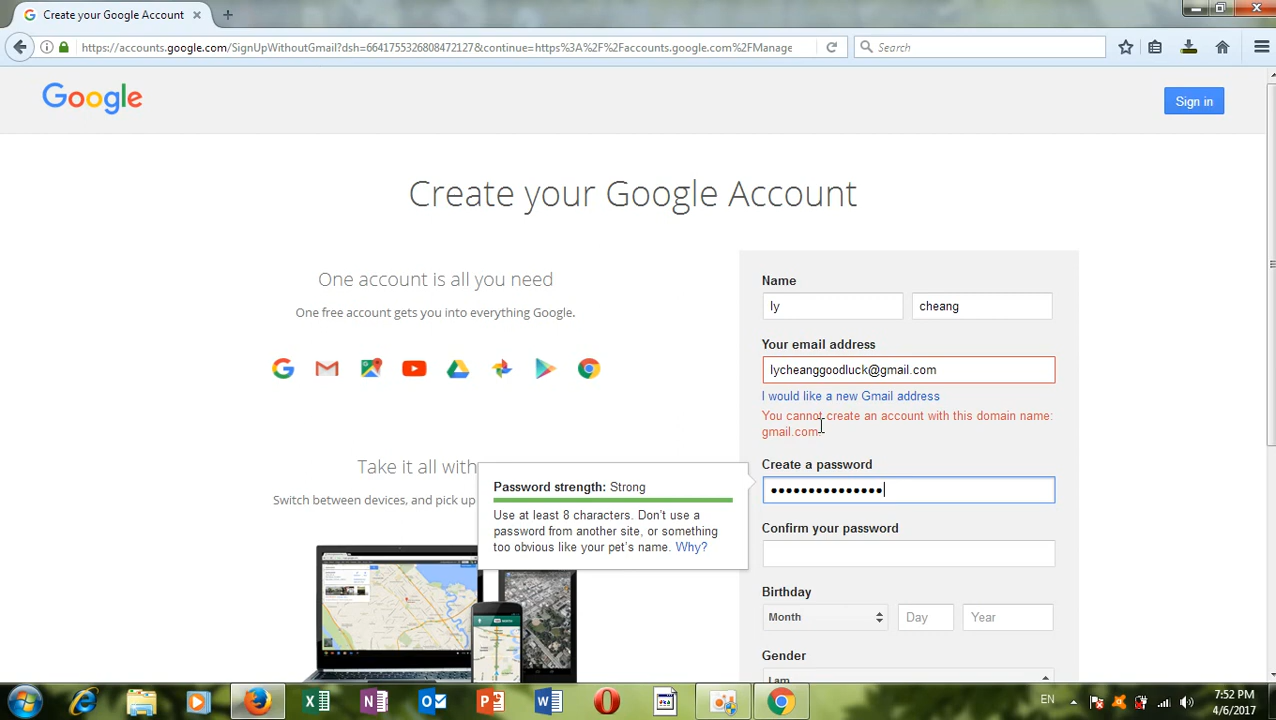 Create your Google Account
https://accounts.google.com/SignUpWithoutGmail?dsh=6641755326808472127&continue=https%3A%2F%2Faccounts.google.com%2FManage
Search
Google
Sign in
Create your Google Account
One account is all you need
One free account gets you into everything Google.
Name
ly
cheang
Your email address
lycheanggoodluck@gmail.com
I would like a new Gmail address
You cannot create an account with this domain name:
gmail.com
Take it all with
Switch between devices, and pick up
Password strength: Strong
Use at least 8 characters. Don't use a
password from another site, or something
too obvious like your pet's name. Why?
Create a password
Confirm your password
Birthday
Month
Day
Year
Gender
I am
EN
7:52 PM
4/6/2017